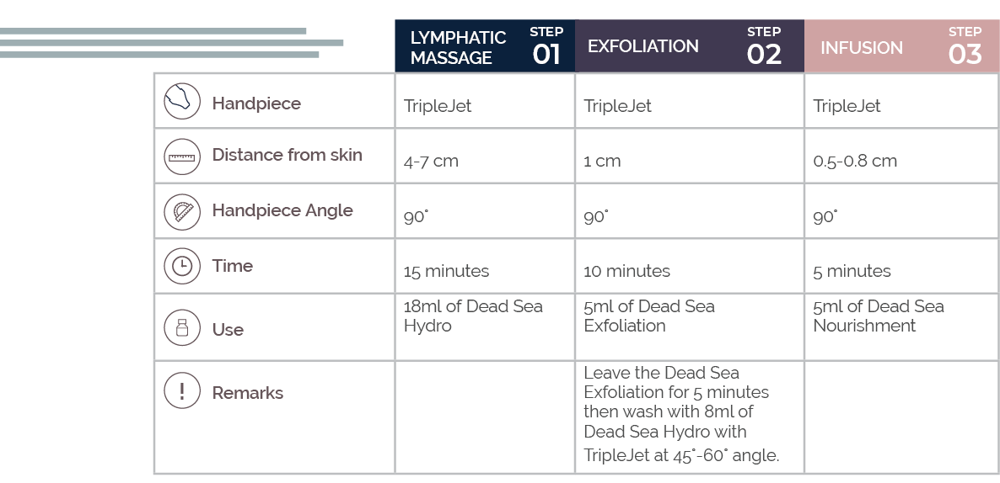 LYMPHATIC
MASSAGE
STEP
01
EXFOLIATION
STEP
02
INFUSION
STEP
03
Handpiece
TripleJet
TripleJet
TripleJet
Distance from skin
4-7 cm
1 cm
0.5-0.8 cm
Handpiece Angle
90°
90°
90°
Time
15 minutes
10 minutes
5 minutes
Use
18ml of Dead Sea
Hydro
5ml of Dead Sea
Exfoliation
5ml of Dead Sea
Nourishment
Remarks
Leave the Dead Sea
Exfoliation for 5 minutes
then wash with 8ml of
Dead Sea Hydro with
TripleJet at 45°-60° angle.